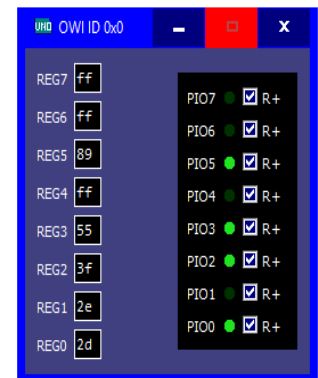 UNO OWI ID 0x0
REG7 ff
REG6 ff
REG5 89
REG4 ff
REG3 55
REG2 3f
REG1 2e
REG0 2d
PIO7 R+
PIO6 R+
PIO5 R+
PIO4 R+
PIO3 R+
PIO2 R+
PIO1 R+
PIO0 R+